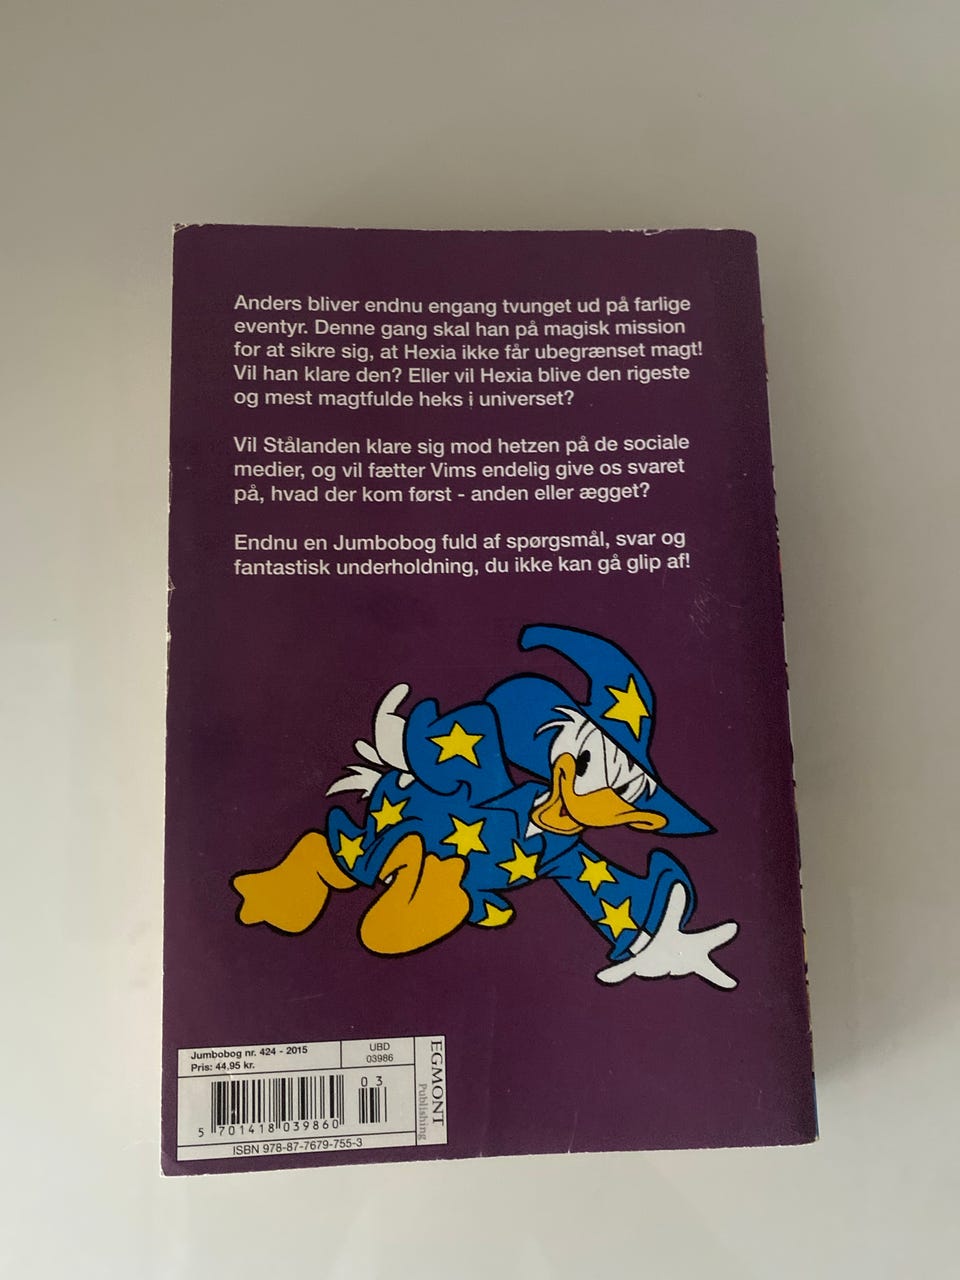 Anders bliver endnu engang tvunget ud på farlige
eventyr. Denne gang skal han på magisk mission
for at sikre sig, at Hexia ikke får ubegrænset magt!
Vil han klare den? Eller vil Hexia blive den rigeste
og mest magtfulde heks i universet?
Vil Stålanden klare sig mod hetzen på de sociale
medier, og vil fætter Vims endelig give os svaret
på, hvad der kom først - anden eller ægget?
Endnu en Jumbobog fuld af spørgsmål, svar og
fantastisk underholdning, du ikke kan gå glip af!
Jumbobog nr. 424 - 2015
Pris: 44,95 kr.
UBD
03986
03
5 701418 039860
ISBN 978-87-7679-755-3
EGMONT
Publishing